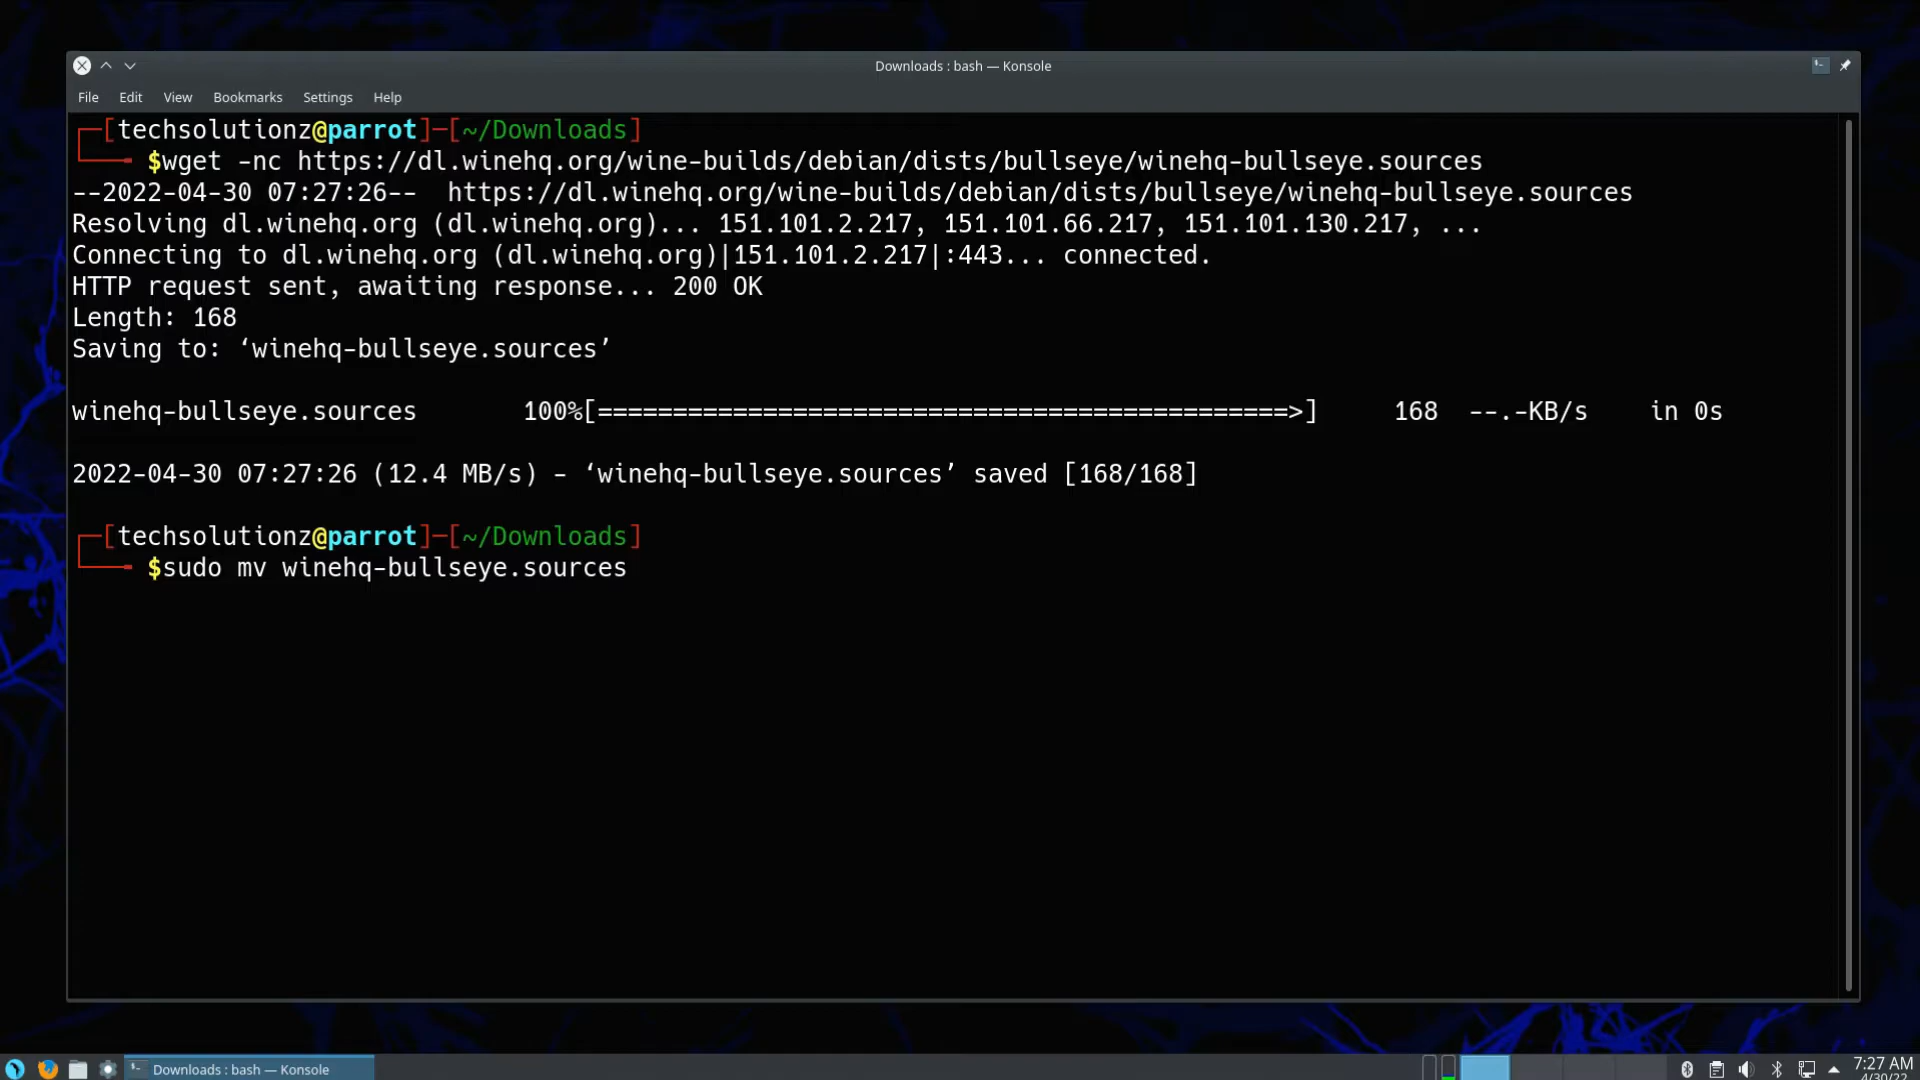 Downloads : bash — Konsole
File Edit View Bookmarks Settings Help
┌─[techsolutionz@parrot]─[~/Downloads]
└──╼ $wget -nc https://dl.winehq.org/wine-builds/debian/dists/bullseye/winehq-bullseye.sources
--2022-04-30 07:27:26--  https://dl.winehq.org/wine-builds/debian/dists/bullseye/winehq-bullseye.sources
Resolving dl.winehq.org (dl.winehq.org)... 151.101.2.217, 151.101.66.217, 151.101.130.217, ...
Connecting to dl.winehq.org (dl.winehq.org)|151.101.2.217|:443... connected.
HTTP request sent, awaiting response... 200 OK
Length: 168
Saving to: ‘winehq-bullseye.sources’
winehq-bullseye.sources 100%[==============================================>] 168 --.-KB/s in 0s
2022-04-30 07:27:26 (12.4 MB/s) - ‘winehq-bullseye.sources’ saved [168/168]
┌─[techsolutionz@parrot]─[~/Downloads]
└──╼ $sudo mv winehq-bullseye.sources
Downloads : bash — Konsole
7:27 AM
4/30/22